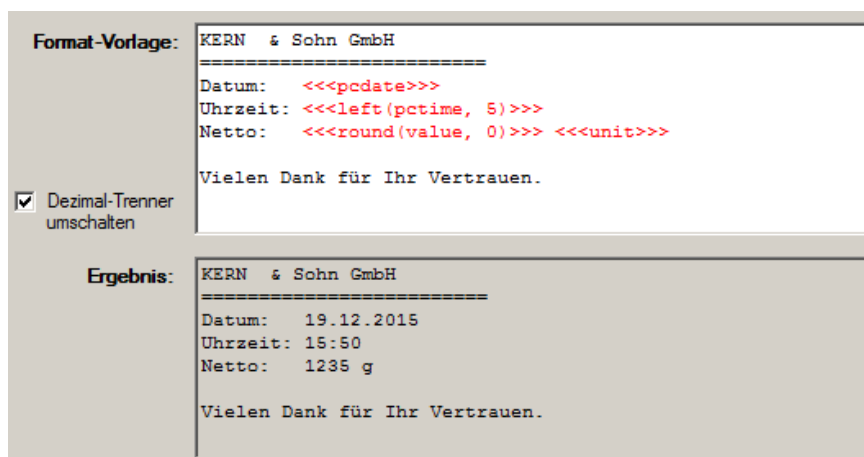 Format-Vorlage:
KERN  & Sohn GmbH
=========================
Datum:   <<<pcdate>>>
Uhrzeit: <<<left(pctime, 5)>>>
Netto:   <<<round(value, 0)>>> <<<unit>>>
Vielen Dank für Ihr Vertrauen.
Dezimal-Trenner
umschalten
Ergebnis:
KERN  & Sohn GmbH
=========================
Datum:   19.12.2015
Uhrzeit: 15:50
Netto:   1235 g
Vielen Dank für Ihr Vertrauen.